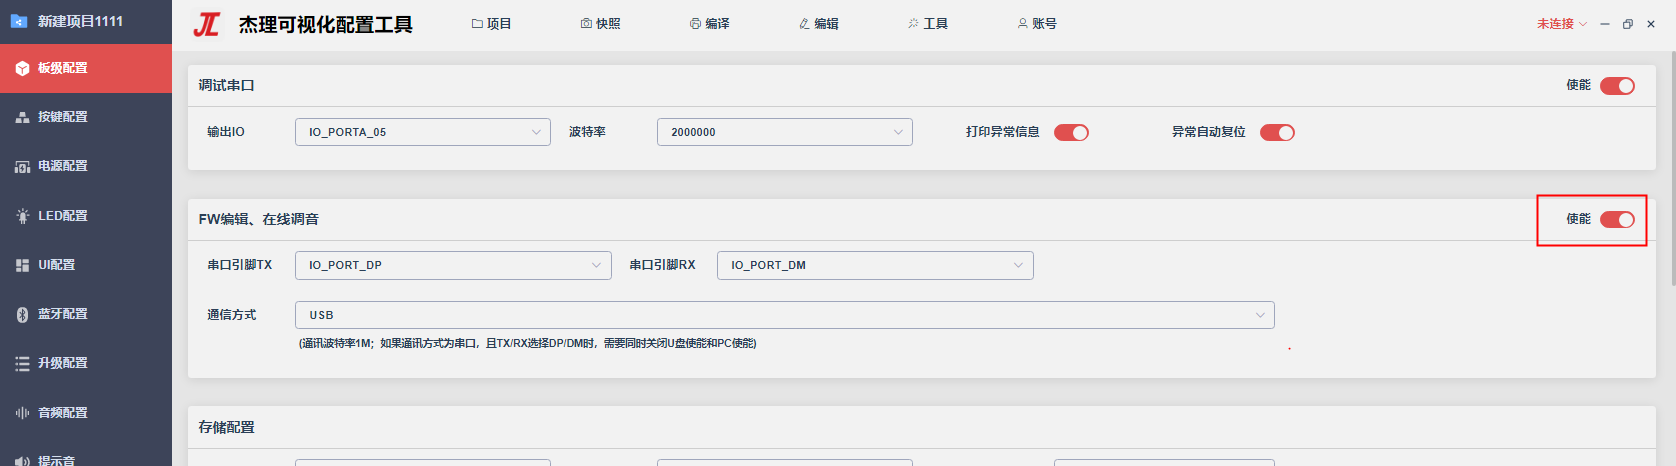 新建项目1111
JL 杰理可视化配置工具 项目 快照 编译 编辑 工具 账号 未连接
板级配置
按键配置
电源配置
LED配置
UI配置
蓝牙配置
升级配置
音频配置
提示音
调试串口 使能
输出IO IO_PORTA_05 波特率 2000000 打印异常信息 异常自动复位
FW编辑、在线调音 使能
串口引脚TX IO_PORT_DP 串口引脚RX IO_PORT_DM
通信方式 USB
(通讯波特率1M；如果通讯方式为串口，且TX/RX选择DP/DM时，需要同时关闭U盘使能和PC使能)
存储配置